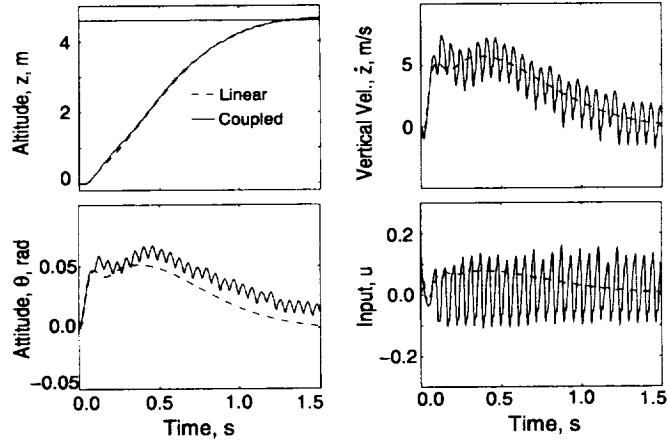 Altitude, z, m
4
2
0
Linear
Coupled
Vertical Vel., ż, m/s
5
0
Attitude, θ, rad
0.05
0.0
−0.05
0.0 0.5 1.0 1.5
Time, s
Input, u
0.2
0.0
−0.2
0.0 0.5 1.0 1.5
Time, s